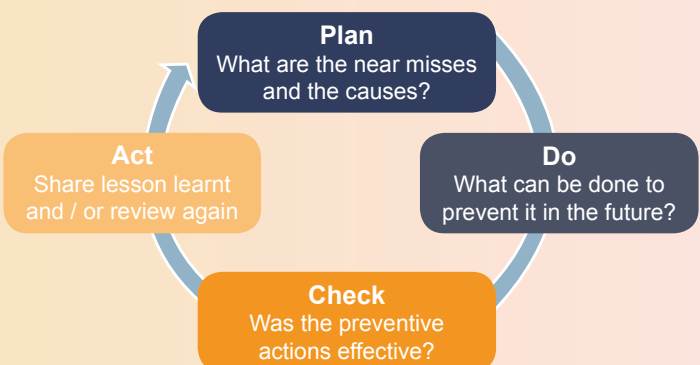 Plan
What are the near misses
and the causes?
Do
What can be done to
prevent it in the future?
Check
Was the preventive
actions effective?
Act
Share lesson learnt
and / or review again